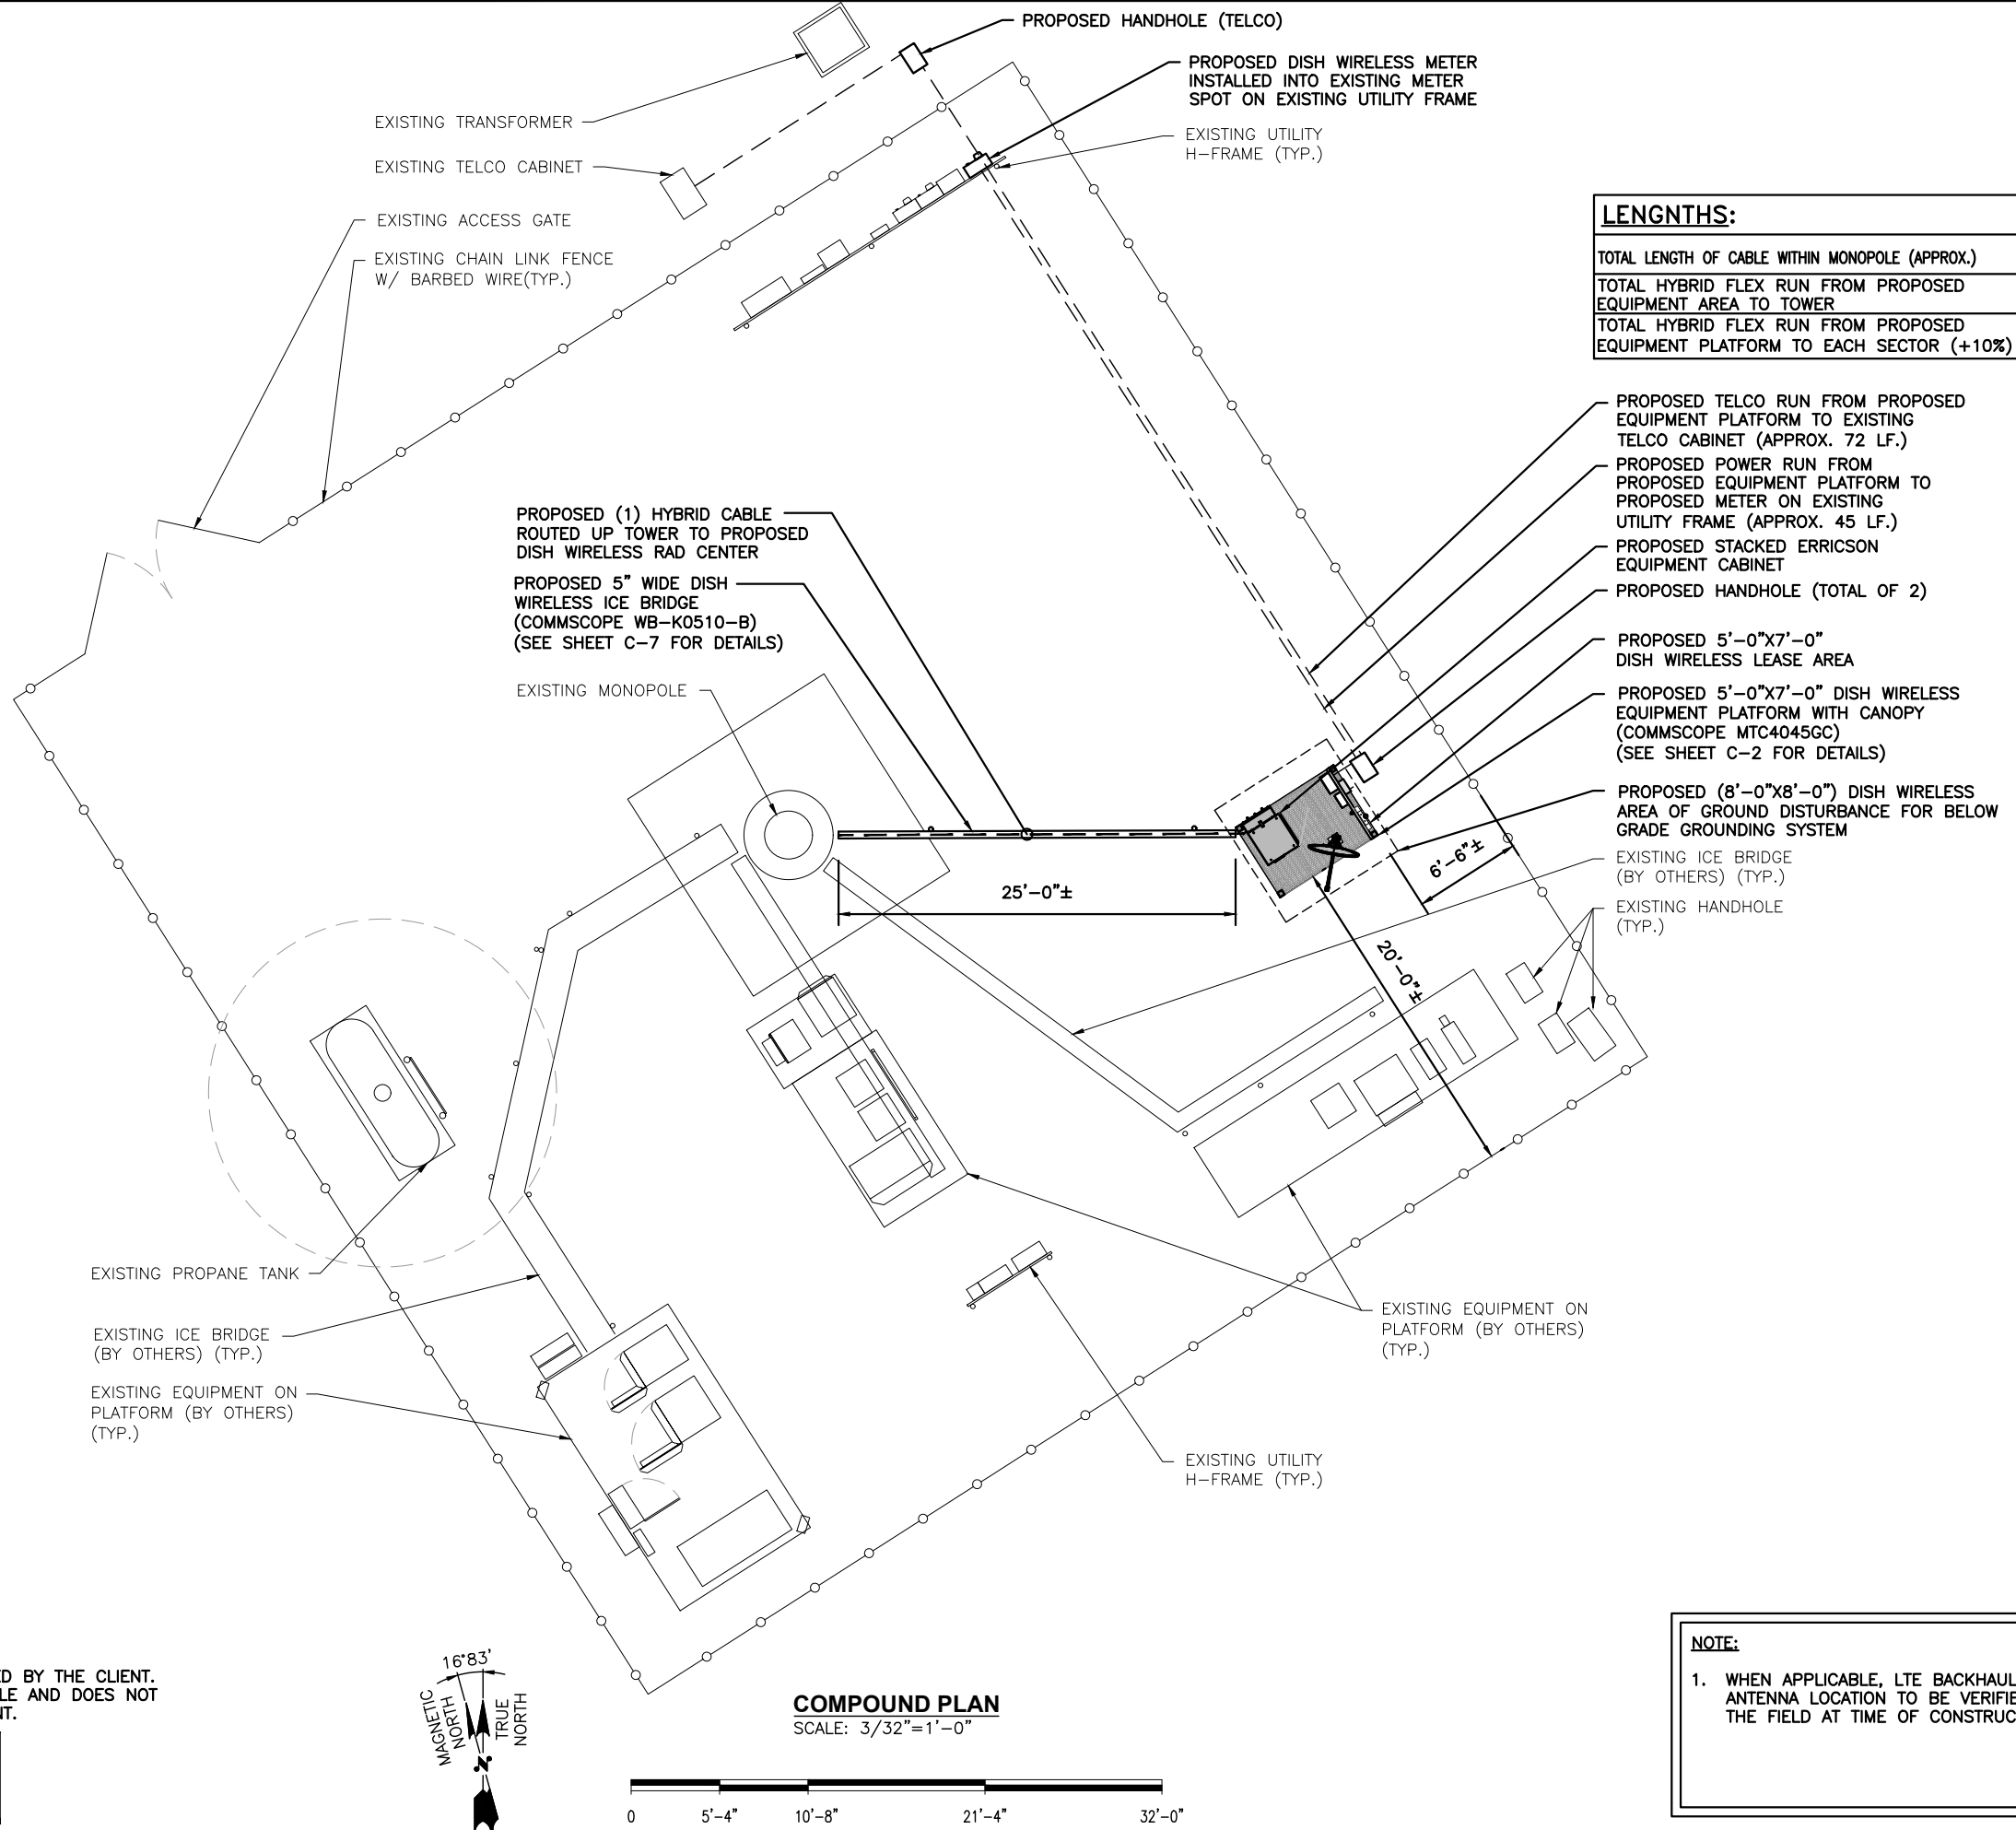 PROPOSED HANDHOLE (TELCO)
PROPOSED DISH WIRELESS METER
INSTALLED INTO EXISTING METER
SPOT ON EXISTING UTILITY FRAME
EXISTING UTILITY
H-FRAME (TYP.)
EXISTING TRANSFORMER
EXISTING TELCO CABINET
EXISTING ACCESS GATE
EXISTING CHAIN LINK FENCE
W/ BARBED WIRE(TYP.)
LENGNTHS:
TOTAL LENGTH OF CABLE WITHIN MONOPOLE (APPROX.)
TOTAL HYBRID FLEX RUN FROM PROPOSED
EQUIPMENT AREA TO TOWER
TOTAL HYBRID FLEX RUN FROM PROPOSED
EQUIPMENT PLATFORM TO EACH SECTOR (+10%)
PROPOSED TELCO RUN FROM PROPOSED
EQUIPMENT PLATFORM TO EXISTING
TELCO CABINET (APPROX. 72 LF.)
PROPOSED POWER RUN FROM
PROPOSED EQUIPMENT PLATFORM TO
PROPOSED METER ON EXISTING
UTILITY FRAME (APPROX. 45 LF.)
PROPOSED STACKED ERRICSON
EQUIPMENT CABINET
PROPOSED HANDHOLE (TOTAL OF 2)
PROPOSED 5'-0"X7'-0"
DISH WIRELESS LEASE AREA
PROPOSED 5'-0"X7'-0" DISH WIRELESS
EQUIPMENT PLATFORM WITH CANOPY
(COMMSCOPE MTC4045GC)
(SEE SHEET C-2 FOR DETAILS)
PROPOSED (8'-0"X8'-0") DISH WIRELESS
AREA OF GROUND DISTURBANCE FOR BELOW
GRADE GROUNDING SYSTEM
EXISTING ICE BRIDGE
(BY OTHERS) (TYP.)
EXISTING HANDHOLE
(TYP.)
PROPOSED (1) HYBRID CABLE
ROUTED UP TOWER TO PROPOSED
DISH WIRELESS RAD CENTER
PROPOSED 5" WIDE DISH
WIRELESS ICE BRIDGE
(COMMSCOPE WB-K0510-B)
(SEE SHEET C-7 FOR DETAILS)
EXISTING MONOPOLE
25'-0"±
6'-6"±
20'-0"±
EXISTING PROPANE TANK
EXISTING ICE BRIDGE
(BY OTHERS) (TYP.)
EXISTING EQUIPMENT ON
PLATFORM (BY OTHERS)
(TYP.)
EXISTING EQUIPMENT ON
PLATFORM (BY OTHERS)
(TYP.)
EXISTING UTILITY
H-FRAME (TYP.)
ED BY THE CLIENT.
LE AND DOES NOT
NT.
16°83'
MAGNETIC
NORTH
TRUE
NORTH
N
COMPOUND PLAN
SCALE: 3/32"=1'-0"
0 5'-4" 10'-8" 21'-4" 32'-0"
NOTE:
1. WHEN APPLICABLE, LTE BACKHAUL
ANTENNA LOCATION TO BE VERIFIE
THE FIELD AT TIME OF CONSTRUC